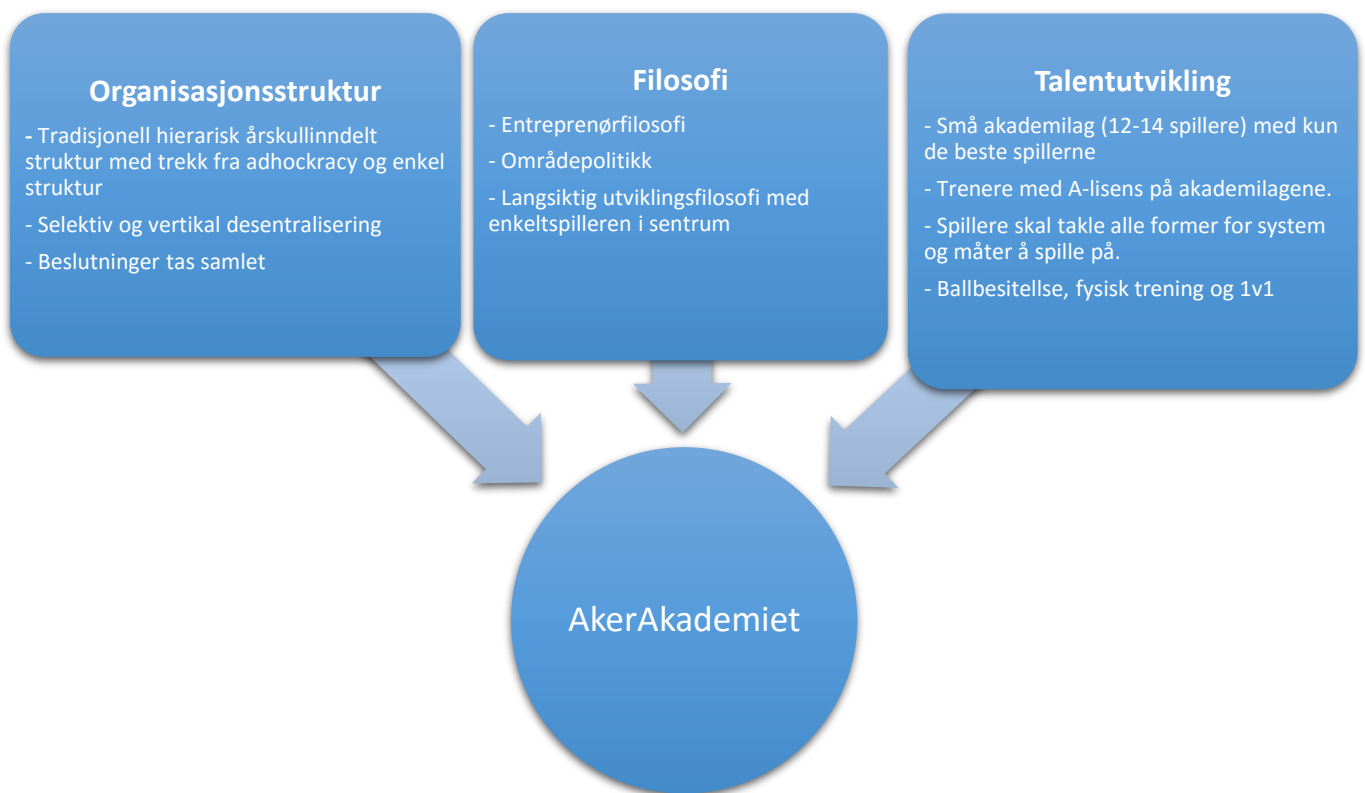 Organisasjonsstruktur
- Tradisjonell hierarisk årskullinndelt
struktur med trekk fra adhockracy og enkel
struktur
- Selektiv og vertikal desentralisering
- Beslutninger tas samlet
Filosofi
- Entreprenørfilosofi
- Områdepolitikk
- Langsiktig utviklingsfilosofi med
enkeltspilleren i sentrum
Talentutvikling
- Små akademilag (12-14 spillere) med kun
de beste spillerne
- Trenere med A-lisens på akademilagene.
- Spillere skal takle alle former for system
og måter å spille på.
- Ballbesitellse, fysisk trening og 1v1
AkerAkademiet